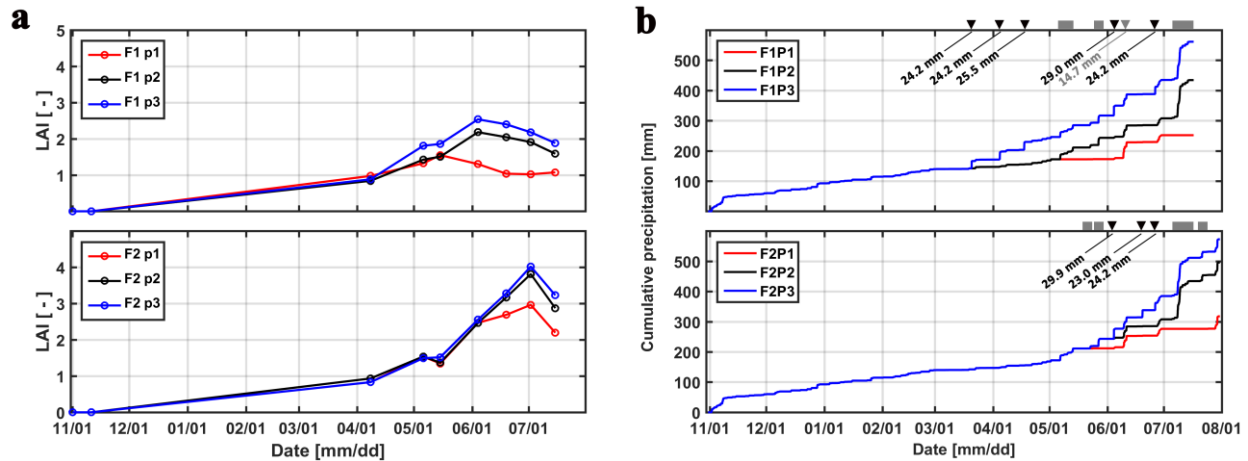 a
5
4
3
2
1
LAI [ - ]
F1 p1
F1 p2
F1 p3
4
3
2
1
0
LAI [ - ]
F2 p1
F2 p2
F2 p3
11/01 12/01 01/01 02/01 03/01 04/01 05/01 06/01 07/01
Date [mm/dd]
b
500
400
300
200
100
F1P1
F1P2
F1P3
24.2 mm
24.2 mm
25.5 mm
29.0 mm
14.7 mm
24.2 mm
Cumulative precipitation [mm]
500
400
300
200
100
0
F2P1
F2P2
F2P3
29.9 mm
23.0 mm
24.2 mm
11/01 12/01 01/01 02/01 03/01 04/01 05/01 06/01 07/01 08/01
Date [mm/dd]